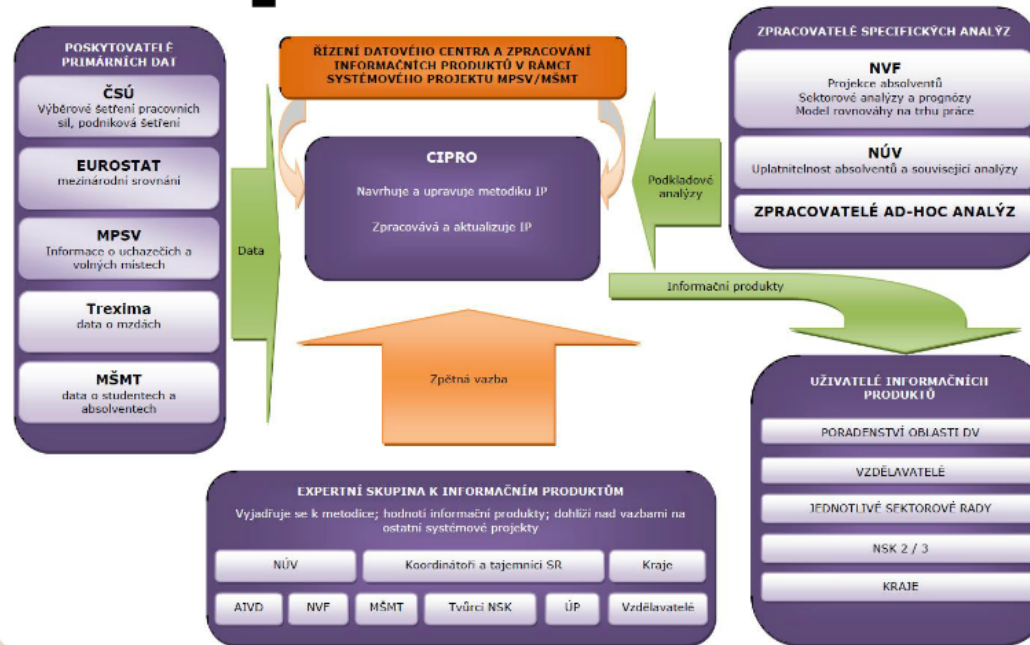 POSKYTOVATELÉ
PRIMÁRNÍCH DAT
ČSÚ
Výběrové šetření pracovních
sil, podniková šetření
EUROSTAT
mezinárodní srovnání
MPSV
Informace o uchazečích a
volných místech
Trexima
data o mzdách
MŠMT
data o studentech a
absolventech
Data
ŘÍZENÍ DATOVÉHO CENTRA A ZPRACOVÁNÍ
INFORMAČNÍCH PRODUKTŮ V RÁMCI
SYSTÉMOVÉHO PROJEKTU MPSV/MŠMT
CIPRO
Navrhuje a upravuje metodiku IP
Zpracovává a aktualizuje IP
Podkladové
analýzy
ZPRACOVATELÉ SPECIFICKÝCH ANALÝZ
NVF
Projekce absolventů
Sektorové analýzy a prognózy
Model rovnováhy na trhu práce
NÚV
Uplatnitelnost absolventů a související analýzy
ZPRACOVATELÉ AD-HOC ANALÝZ
Informační produkty
Zpětná vazba
UŽIVATELÉ INFORMAČNÍCH
PRODUKTŮ
PORADENSTVÍ OBLASTI DV
VZDĚLAVATELÉ
JEDNOTLIVÉ SEKTOROVÉ RADY
NSK 2 / 3
KRAJE
EXPERTNÍ SKUPINA K INFORMAČNÍM PRODUKTŮM
Vyjadřuje se k metodice; hodnotí informační produkty; dohlíží nad vazbami na
ostatní systémové projekty
NÚV
Koordinátoři a tajemníci SR
Kraje
AIVD
NVF
MŠMT
Tvůrci NSK
ÚP
Vzdělavatelé